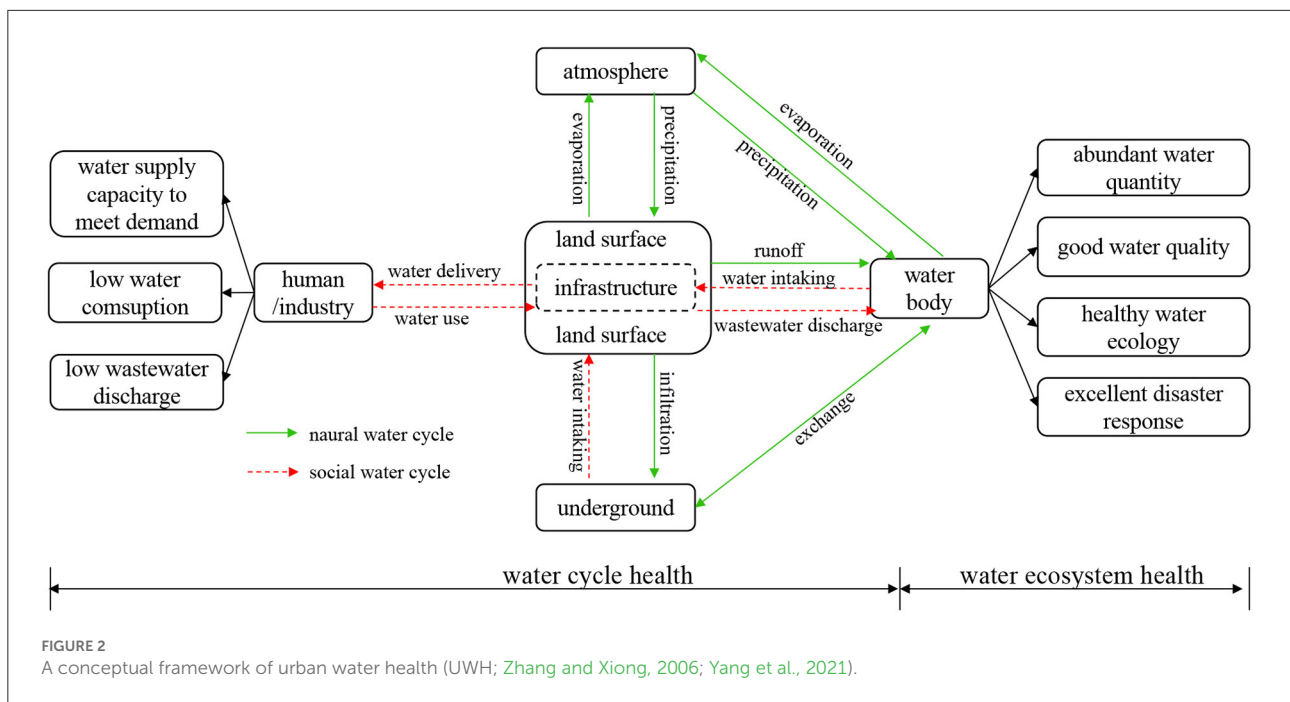 atmosphere
evaporation
precipitation
evaporation
precipitation
water supply
capacity to
meet demand
low water
comsuption
low wastewater
discharge
human
/industry
water delivery
water use
land surface
infrastructure
land surface
runoff
water intaking
wastewater discharge
water
body
abundant water
quantity
good water quality
healthy water
ecology
excellent disaster
response
water intaking
infiltration
exchange
underground
naural water cycle
social water cycle
water cycle health
water ecosystem health
FIGURE 2
A conceptual framework of urban water health (UWH; Zhang and Xiong, 2006; Yang et al., 2021).